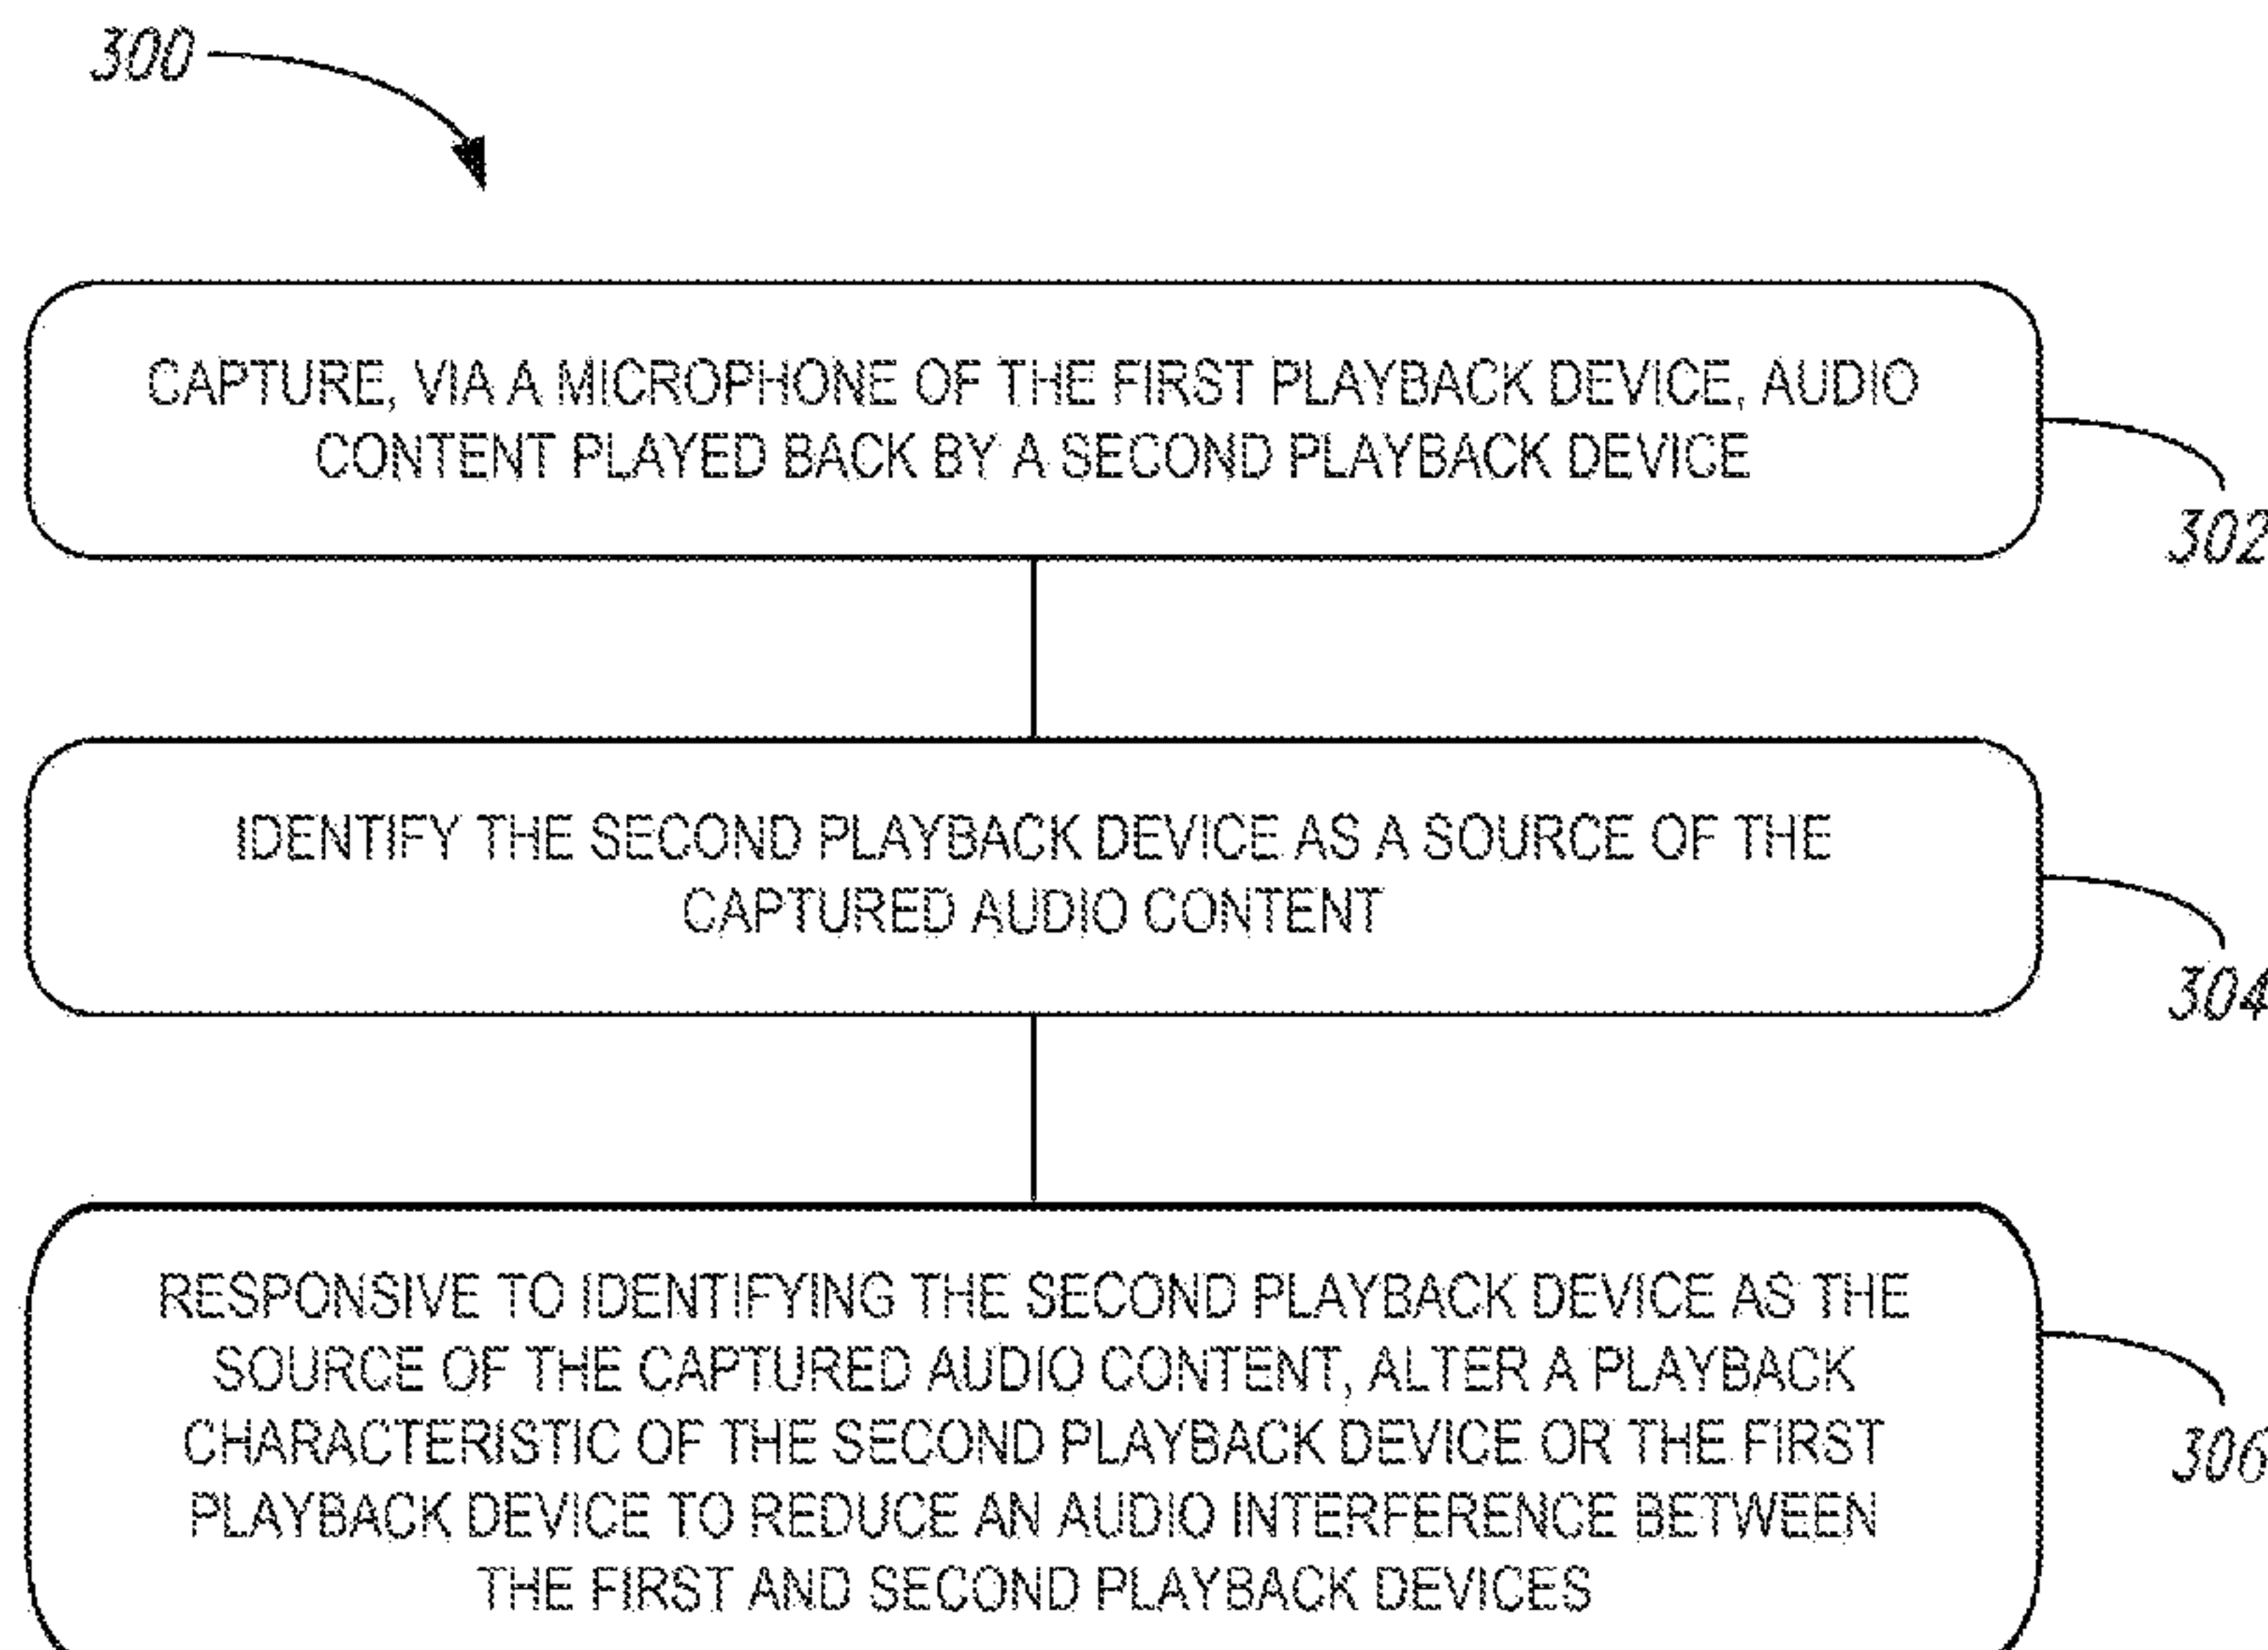 300
CAPTURE, VIA A MICROPHONE OF THE FIRST PLAYBACK DEVICE, AUDIO
CONTENT PLAYED BACK BY A SECOND PLAYBACK DEVICE
302
IDENTIFY THE SECOND PLAYBACK DEVICE AS A SOURCE OF THE
CAPTURED AUDIO CONTENT
304
RESPONSIVE TO IDENTIFYING THE SECOND PLAYBACK DEVICE AS THE
SOURCE OF THE CAPTURED AUDIO CONTENT, ALTER A PLAYBACK
CHARACTERISTIC OF THE SECOND PLAYBACK DEVICE OR THE FIRST
PLAYBACK DEVICE TO REDUCE AN AUDIO INTERFERENCE BETWEEN
THE FIRST AND SECOND PLAYBACK DEVICES
306